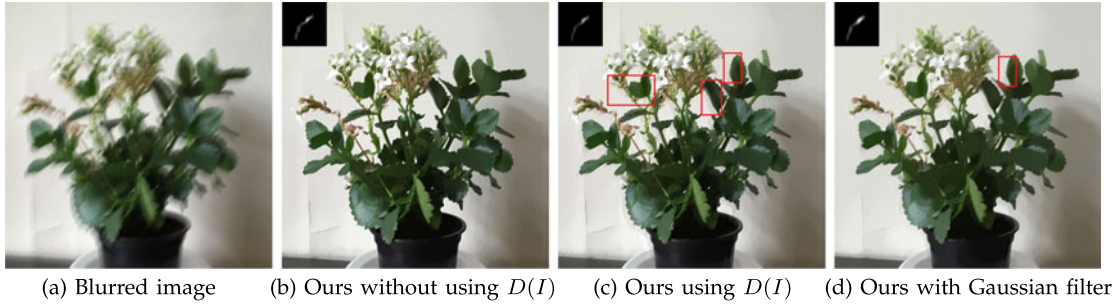 (a) Blurred image (b) Ours without using D(I) (c) Ours using D(I) (d) Ours with Gaussian filter